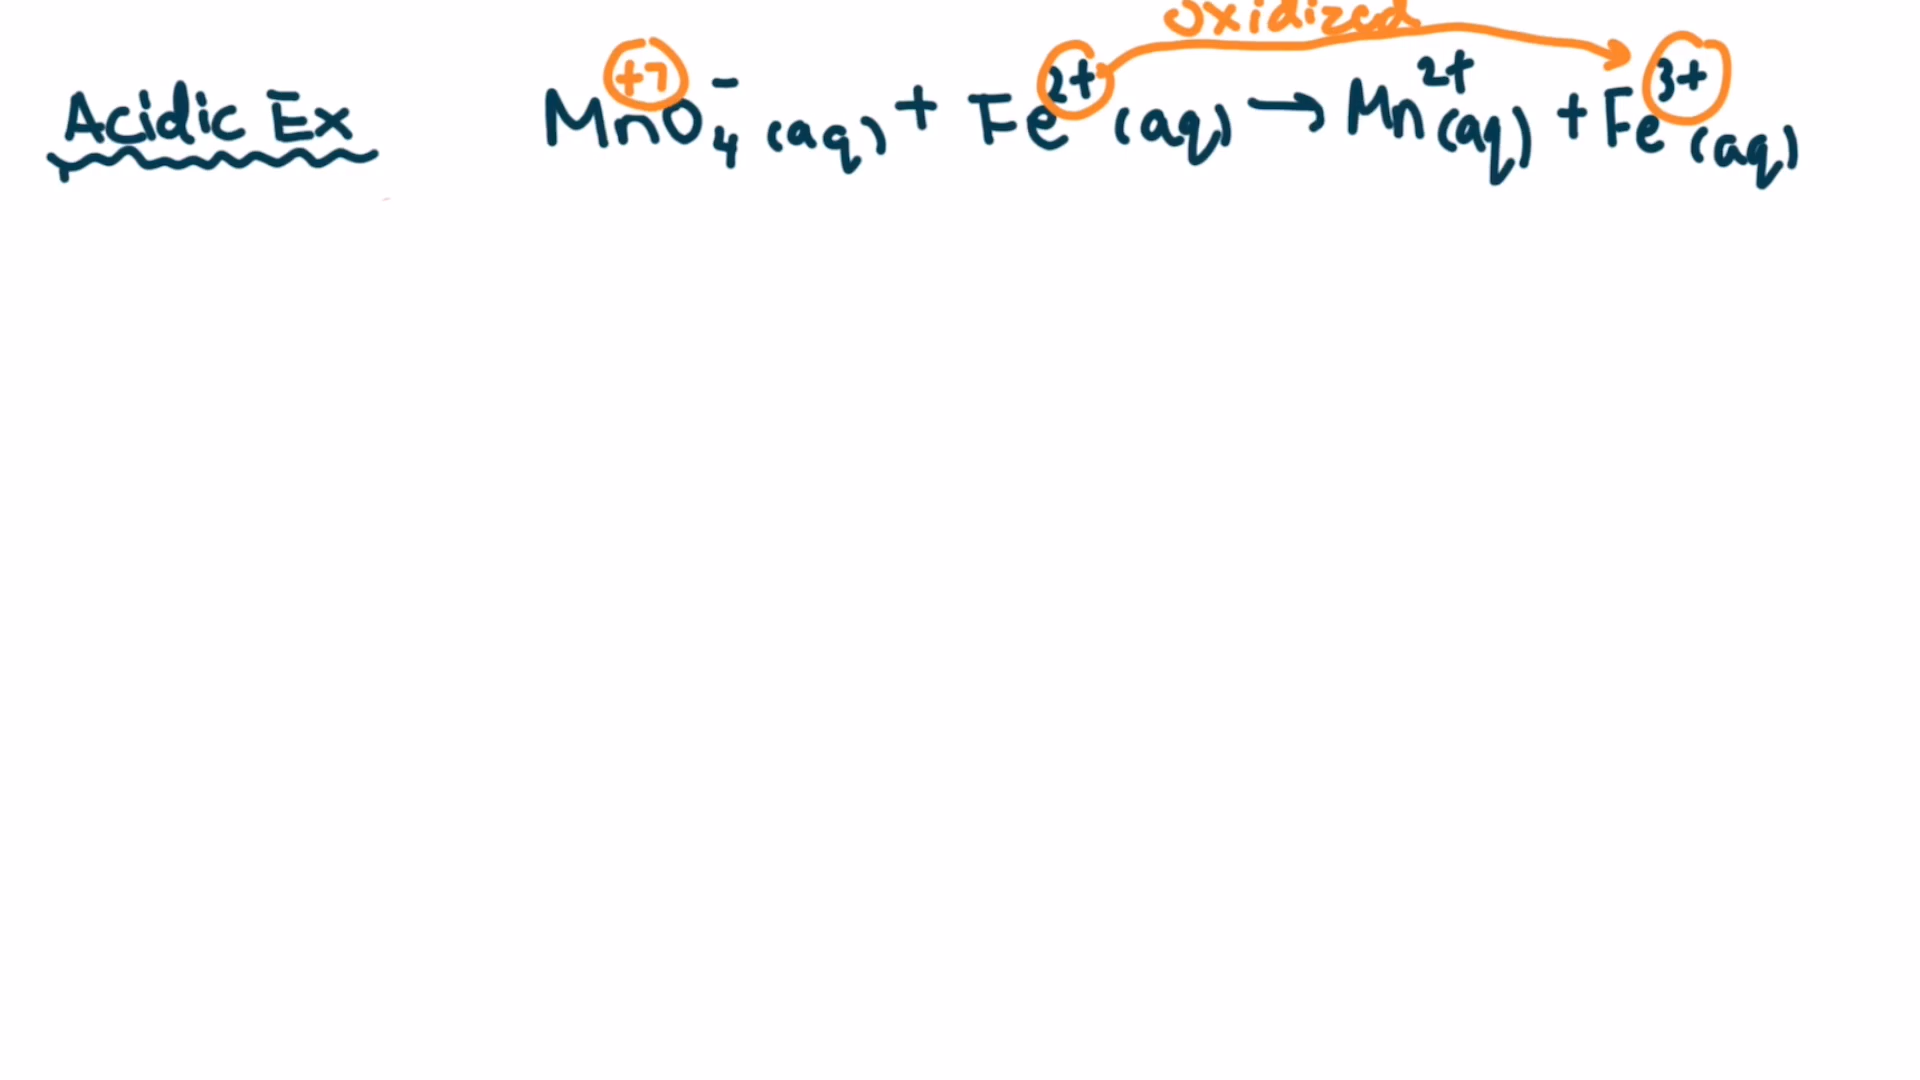 oxidized
Acidic Ex MnO₄⁻ (aq) + Fe²⁺ (aq) → Mn²⁺ (aq) + Fe³⁺ (aq)
+7